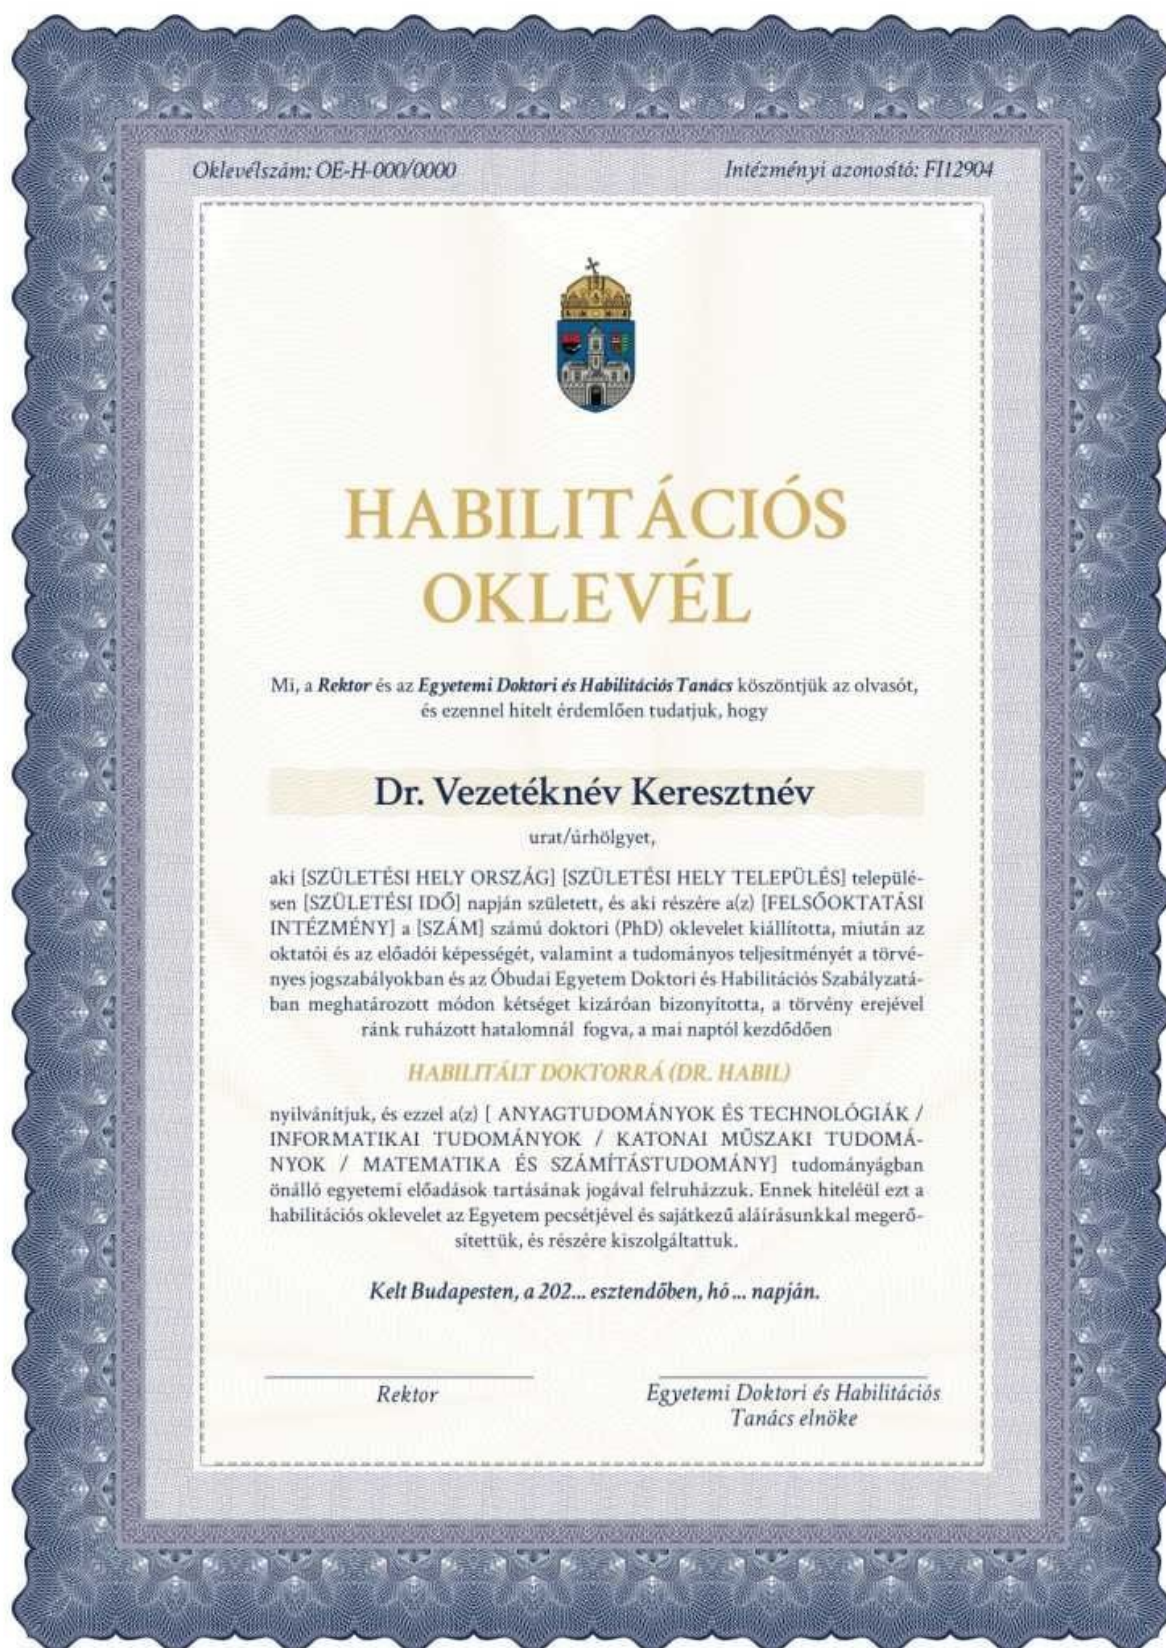 Oklevélszám: OE-H-000/0000
Intézményi azonosító: FI12904
HABILITÁCIÓS
OKLEVÉL
Mi, a Rektor és az Egyetemi Doktori és Habilitációs Tanács köszöntjük az olvasót,
és ezennel hitelt érdemlően tudatjuk, hogy
Dr. Vezetéknév Keresztnév
urat/úrhölgyet,
aki [SZÜLETÉSI HELY ORSZÁG] [SZÜLETÉSI HELY TELEPÜLÉS] települé-
sen [SZÜLETÉSI IDŐ] napján született, és aki részére a(z) [FELSŐOKTATÁSI
INTÉZMÉNY] a [SZÁM] számú doktori (PhD) oklevelet kiállította, miután az
oktatói és az előadói képességét, valamint a tudományos teljesítményét a törvé-
nyes jogszabályokban és az Óbudai Egyetem Doktori és Habilitációs Szabályzatá-
ban meghatározott módon kétséget kizáróan bizonyította, a törvény erejével
ránk ruházott hatalomnál fogva, a mai naptól kezdődően
HABILITÁLT DOKTORRÁ (DR. HABIL)
nyilvánítjuk, és ezzel a(z) [ ANYAGTUDOMÁNYOK ÉS TECHNOLÓGIÁK /
INFORMATIKAI TUDOMÁNYOK / KATONAI MŰSZAKI TUDOMÁ-
NYOK / MATEMATIKA ÉS SZÁMÍTÁSTUDOMÁNY] tudományágban
önálló egyetemi előadások tartásának jogával felruházzuk. Ennek hiteléül ezt a
habilitációs oklevelet az Egyetem pecsétjével és sajátkezű aláírásunkkal megerő-
sítettük, és részére kiszolgáltattuk.
Kelt Budapesten, a 202... esztendőben, hó ... napján.
Rektor
Egyetemi Doktori és Habilitációs
Tanács elnöke